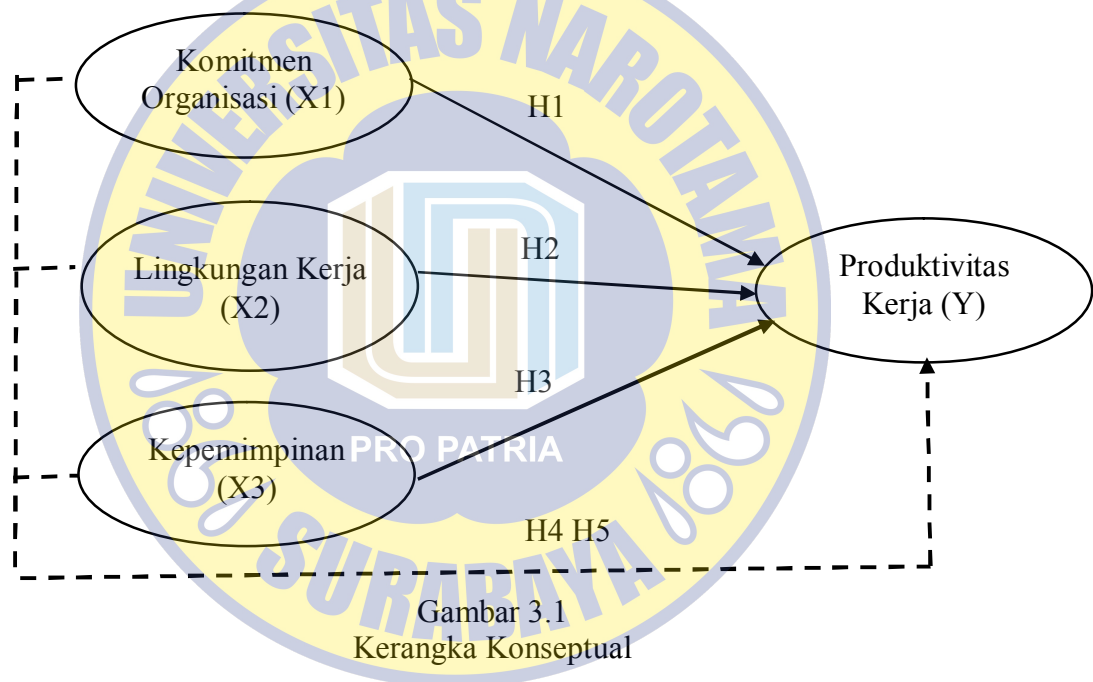 UNIVERSITAS NAROTAMA
Komitmen
Organisasi (X1)
H1
Lingkungan Kerja
(X2)
H2
Produktivitas
Kerja (Y)
H3
Kepemimpinan
(X3)
PRO PATRIA
H4 H5
SURABAYA
Gambar 3.1
Kerangka Konseptual